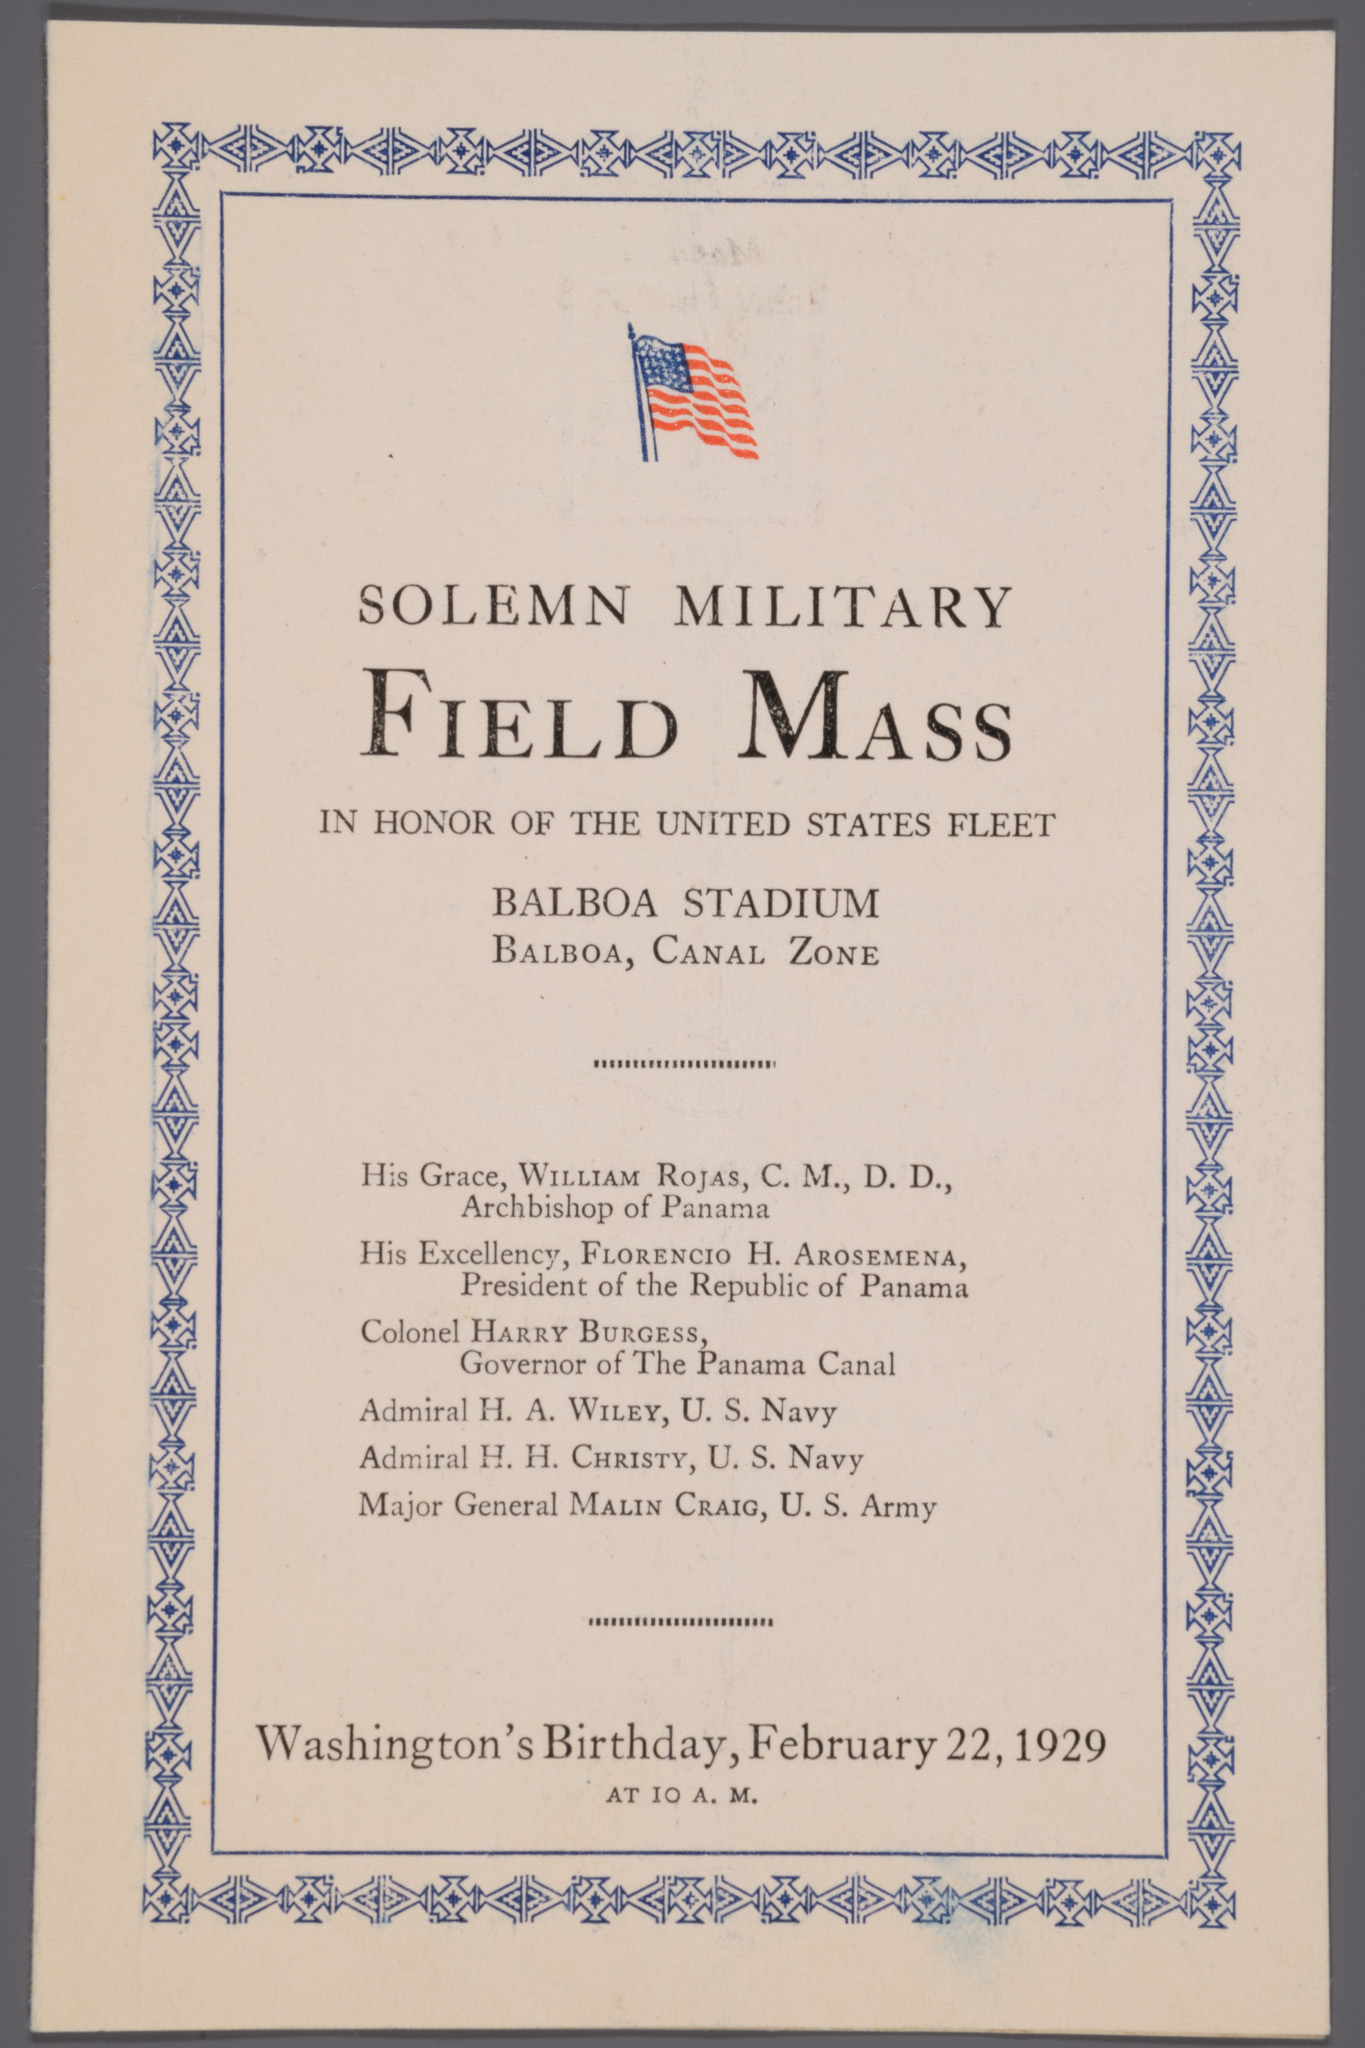 SOLEMN MILITARY
FIELD MASS
IN HONOR OF THE UNITED STATES FLEET
BALBOA STADIUM
BALBOA, CANAL ZONE
His Grace, WILLIAM ROJAS, C. M., D. D.,
Archbishop of Panama
His Excellency, FLORENCIO H. AROSEMENA,
President of the Republic of Panama
Colonel HARRY BURGESS,
Governor of The Panama Canal
Admiral H. A. WILEY, U. S. Navy
Admiral H. H. CHRISTY, U. S. Navy
Major General MALIN CRAIG, U. S. Army
Washington's Birthday, February 22, 1929
AT 10 A. M.